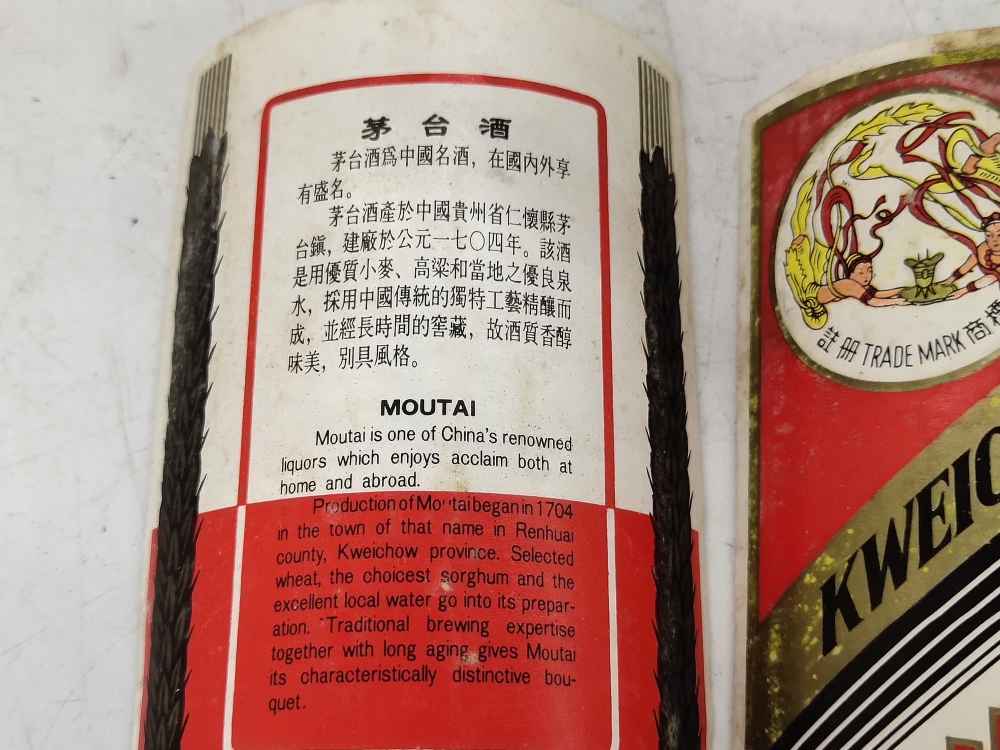 茅台酒
茅台酒爲中國名酒，在國內外享
有盛名。
茅台酒產於中國貴州省仁懷縣茅
台鎭，建廠於公元一七〇四年。該酒
是用優質小麥、高梁和當地之優良泉
水，採用中國傳統的獨特工藝精釀而
成，並經長時間的窖藏，故酒質香醇
味美，別具風格。
MOUTAI
Moutai is one of China's renowned
liquors which enjoys acclaim both at
home and abroad.
Production of Moutai began in 1704
in the town of that name in Renhuai
county, Kweichow province. Selected
wheat, the choicest sorghum and the
excellent local water go into its prepar-
ation. Traditional brewing expertise
together with long aging gives Moutai
its characteristically distinctive bou-
quet.
註冊 TRADE MARK 商標
KWEIC